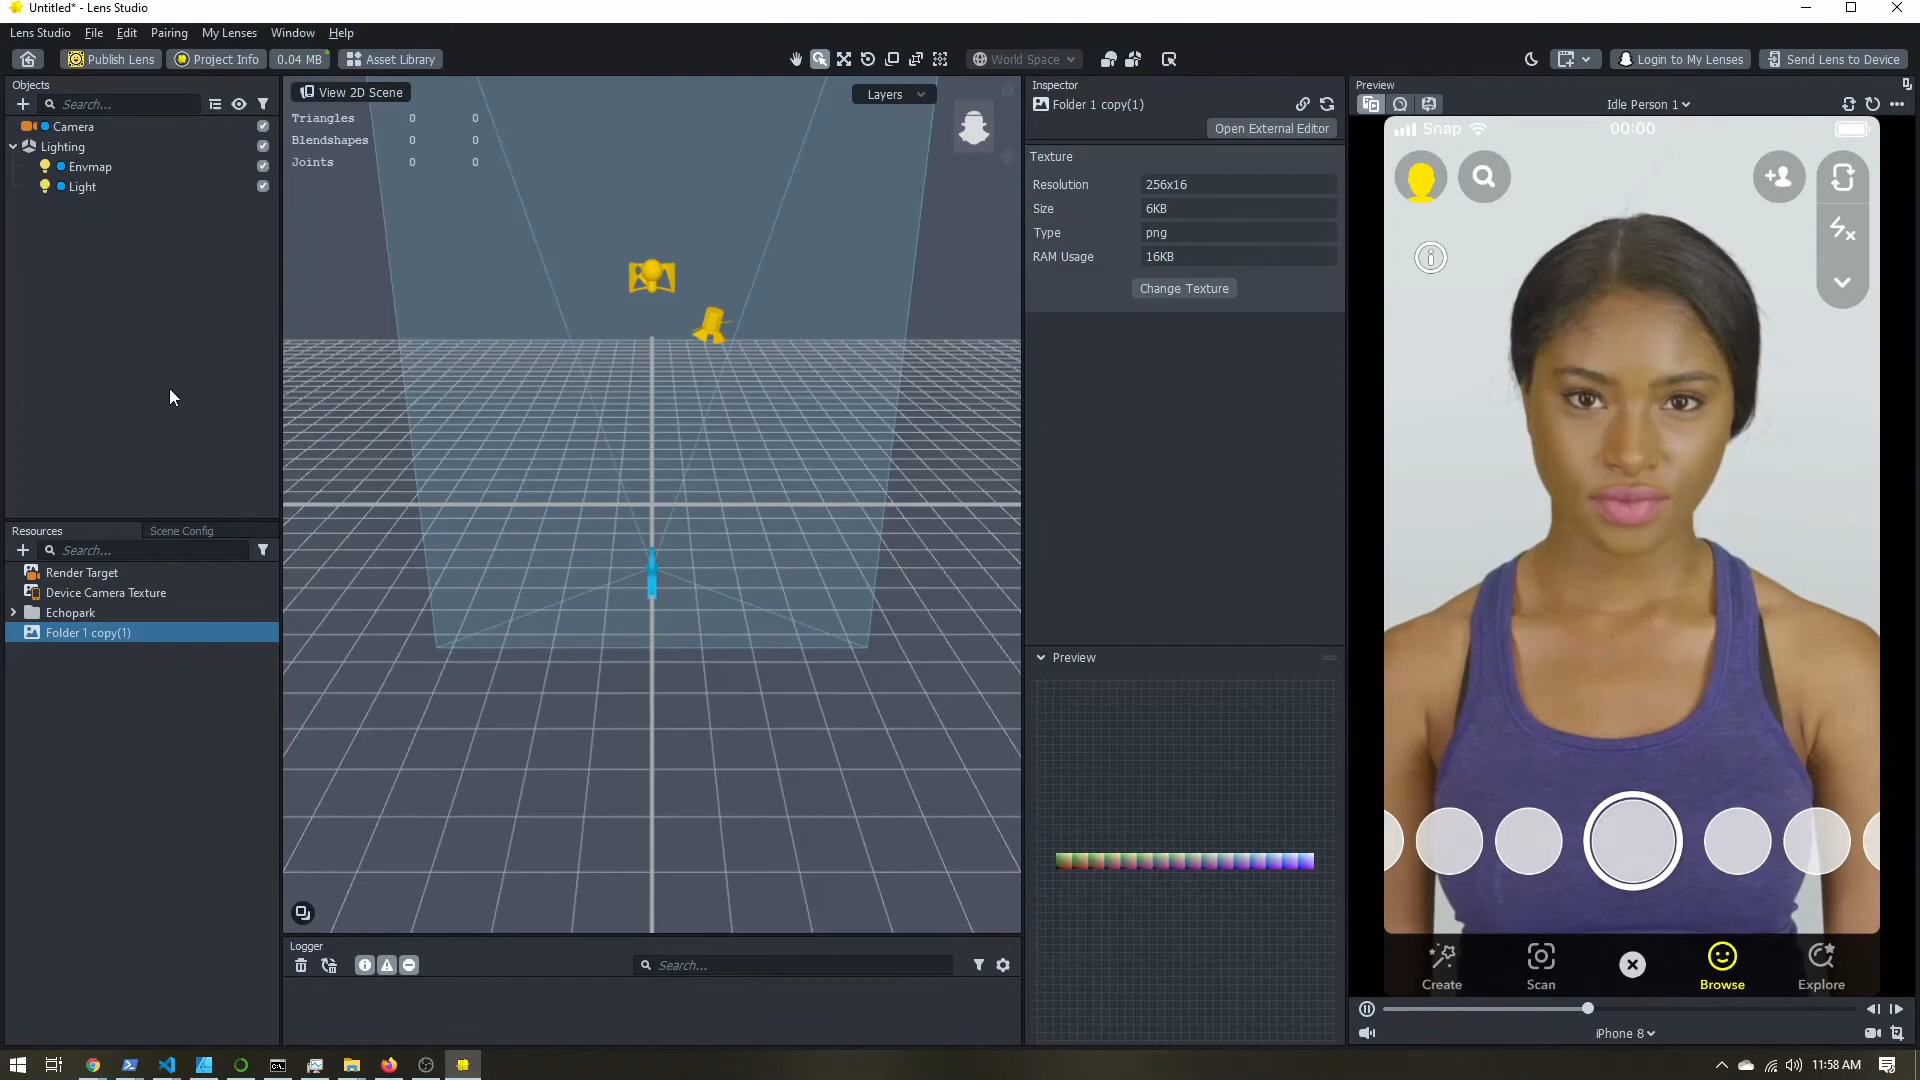 Untitled* - Lens Studio
Lens Studio File Edit Pairing My Lenses Window Help
Publish Lens Project Info 0.04 MB Asset Library World Space Login to My Lenses Send Lens to Device
Objects
Search...
Camera
Lighting
Envmap
Light
Resources Scene Config
Search...
Render Target
Device Camera Texture
Echopark
Folder 1 copy(1)
View 2D Scene
Layers
Triangles 0 0
Blendshapes 0 0
Joints 0 0
Logger
Search...
Inspector
Folder 1 copy(1)
Open External Editor
Texture
Resolution 256x16
Size 6KB
Type png
RAM Usage 16KB
Change Texture
Preview
Preview
Idle Person 1
Snap 00:00
Create Scan Browse Explore
iPhone 8
11:58 AM